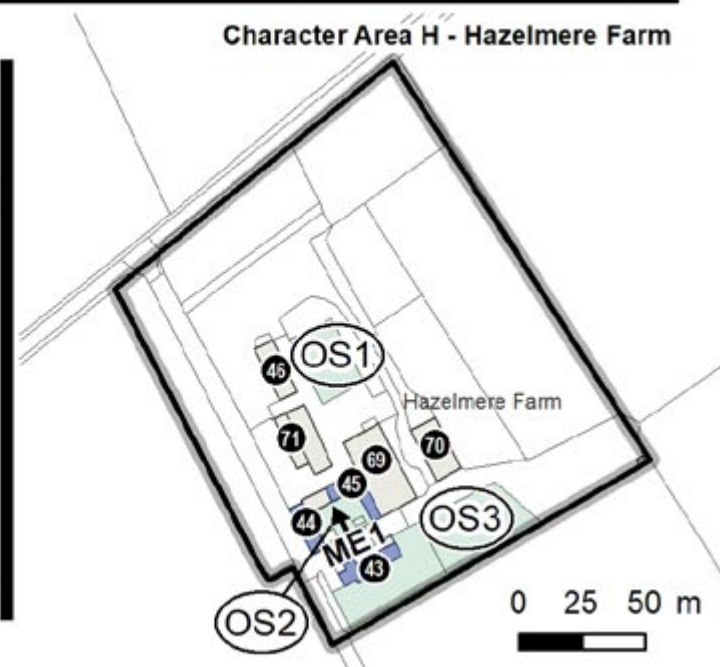 Character Area H - Hazelmere Farm
OS1
46
Hazelmere Farm
71
70
69
45
44
OS3
ME1
43
0 25 50 m
OS2